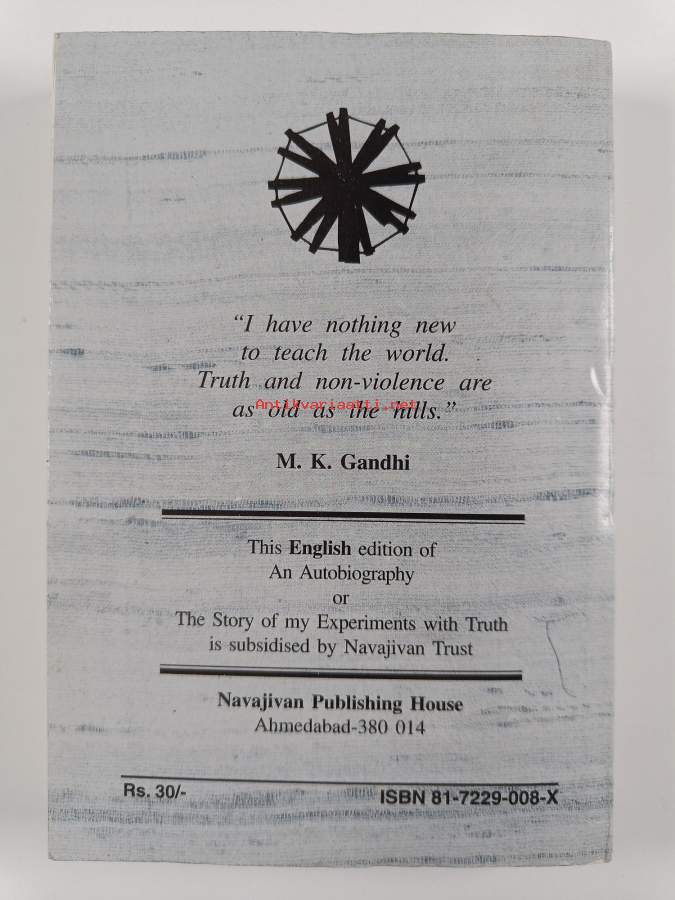 “I have nothing new
to teach the world.
Truth and non-violence are
as old as the hills.”
Antikvariaatti.net
M. K. Gandhi
This English edition of
An Autobiography
or
The Story of my Experiments with Truth
is subsidised by Navajivan Trust
Navajivan Publishing House
Ahmedabad-380 014
Rs. 30/-
ISBN 81-7229-008-X